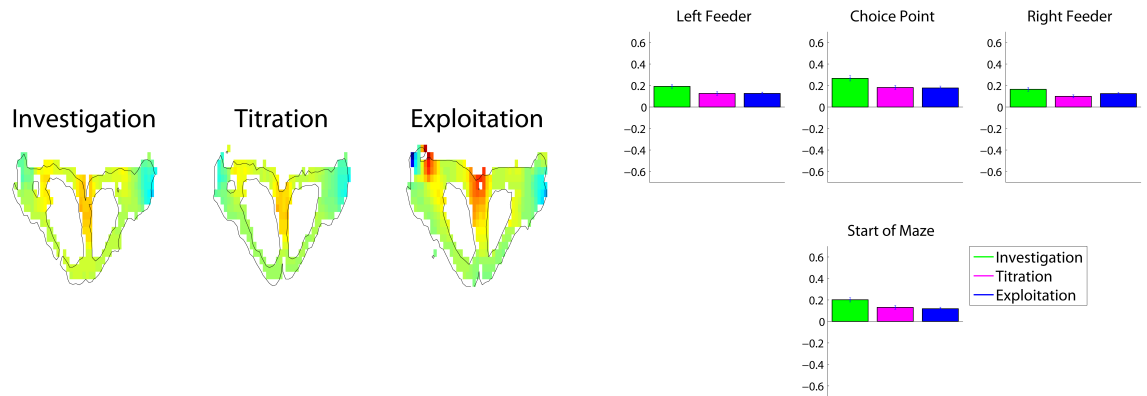 Investigation
Titration
Exploitation
Left Feeder
Choice Point
Right Feeder
0.6
0.4
0.2
0
−0.2
−0.4
−0.6
0.6
0.4
0.2
0
−0.2
−0.4
−0.6
0.6
0.4
0.2
0
−0.2
−0.4
−0.6
Start of Maze
0.6
0.4
0.2
0
−0.2
−0.4
−0.6
Investigation
Titration
Exploitation